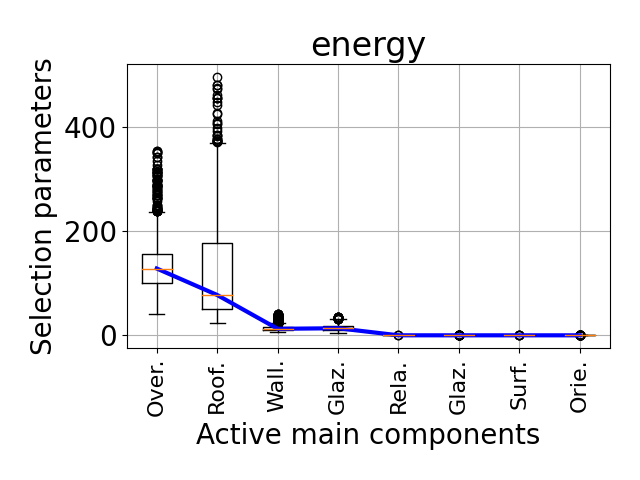 energy
Selection parameters
400
200
0
Over.
Roof.
Wall.
Glaz.
Rela.
Glaz.
Surf.
Orie.
Active main components